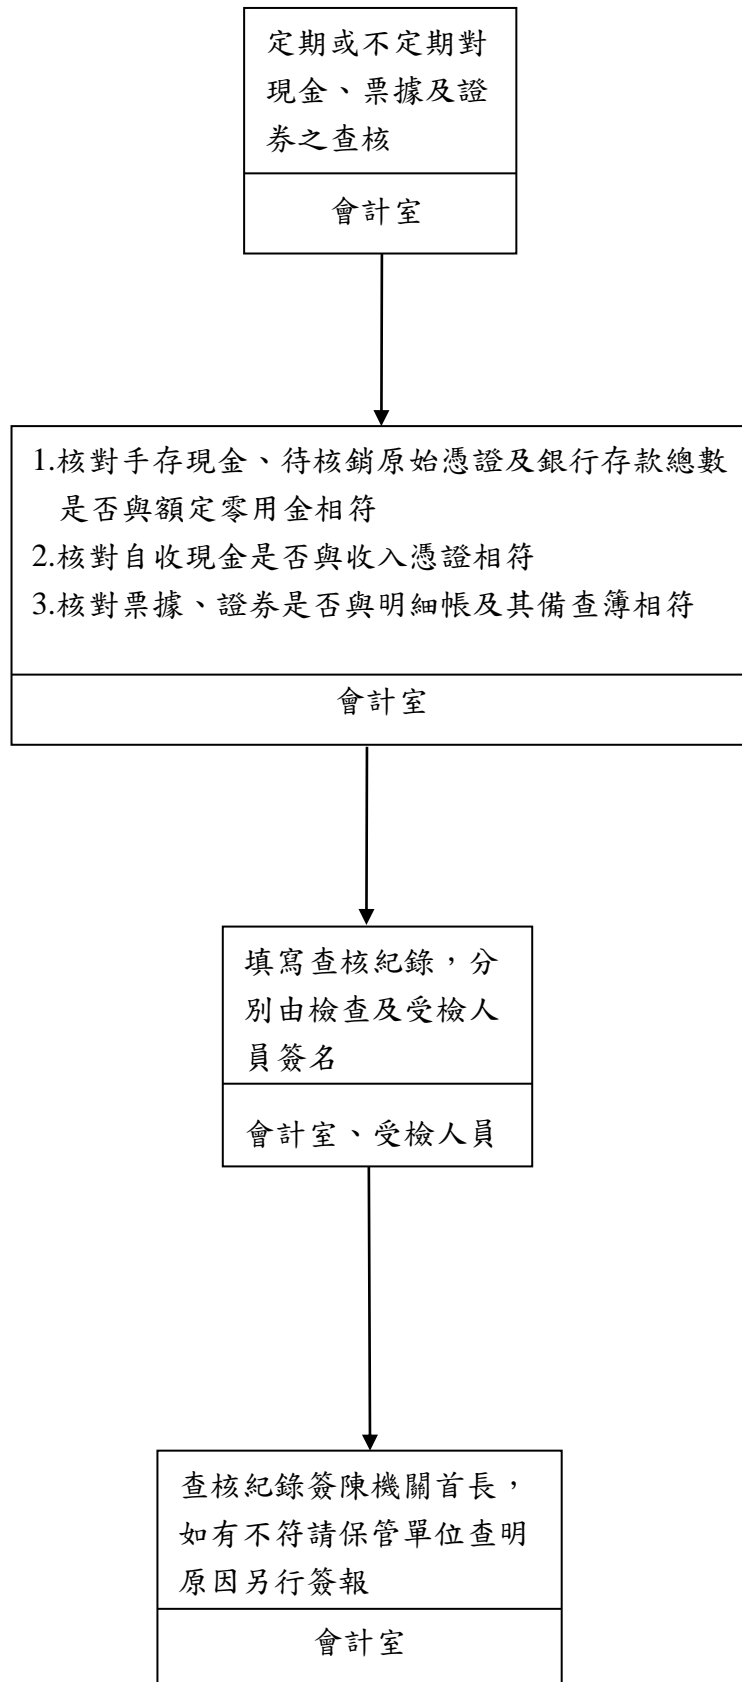 定期或不定期對
現金、票據及證
券之查核
會計室
1.核對手存現金、待核銷原始憑證及銀行存款總數
是否與額定零用金相符
2.核對自收現金是否與收入憑證相符
3.核對票據、證券是否與明細帳及其備查簿相符
會計室
填寫查核紀錄，分
別由檢查及受檢人
員簽名
會計室、受檢人員
查核紀錄簽陳機關首長，
如有不符請保管單位查明
原因另行簽報
會計室